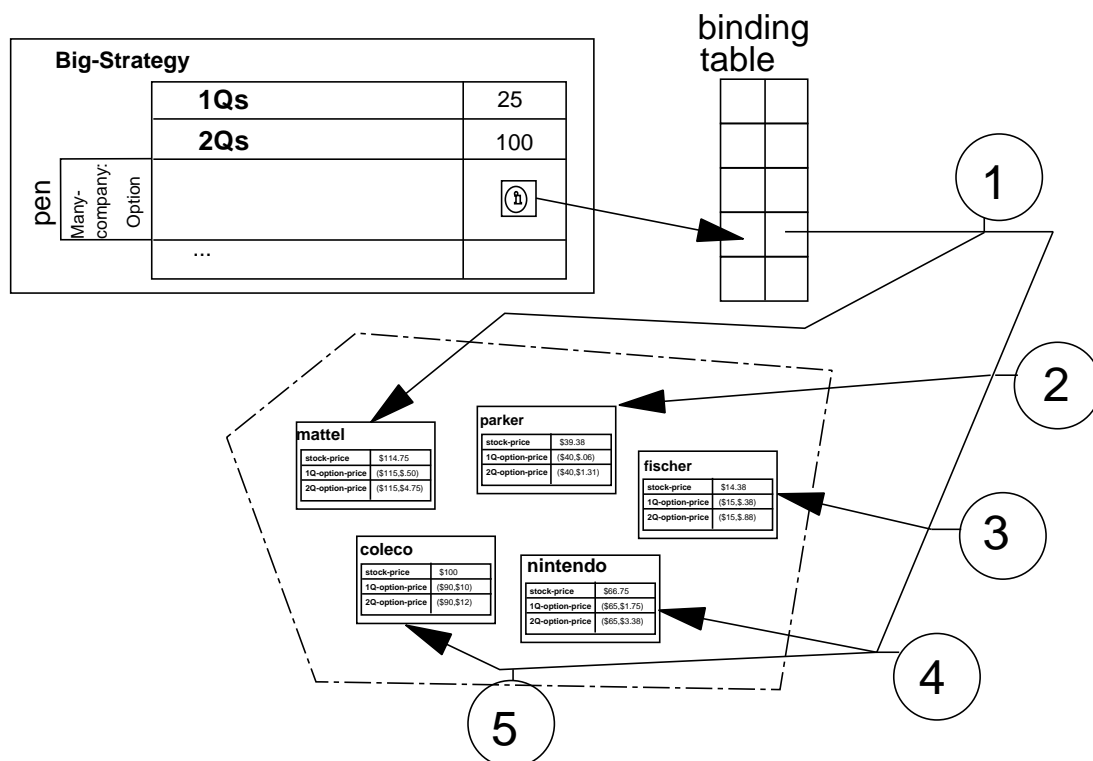 binding
table
Big-Strategy
1Qs 25
2Qs 100
pen
Many-
company:
Option
...
1
2
mattel
stock-price $114.75
1Q-option-price ($115,$.50)
2Q-option-price ($115,$4.75)
parker
stock-price $39.38
1Q-option-price ($40,$.06)
2Q-option-price ($40,$1.31)
fischer
stock-price $14.38
1Q-option-price ($15,$.38)
2Q-option-price ($15,$.88)
3
coleco
stock-price $100
1Q-option-price ($90,$10)
2Q-option-price ($90,$12)
nintendo
stock-price $66.75
1Q-option-price ($65,$1.75)
2Q-option-price ($65,$3.38)
4
5